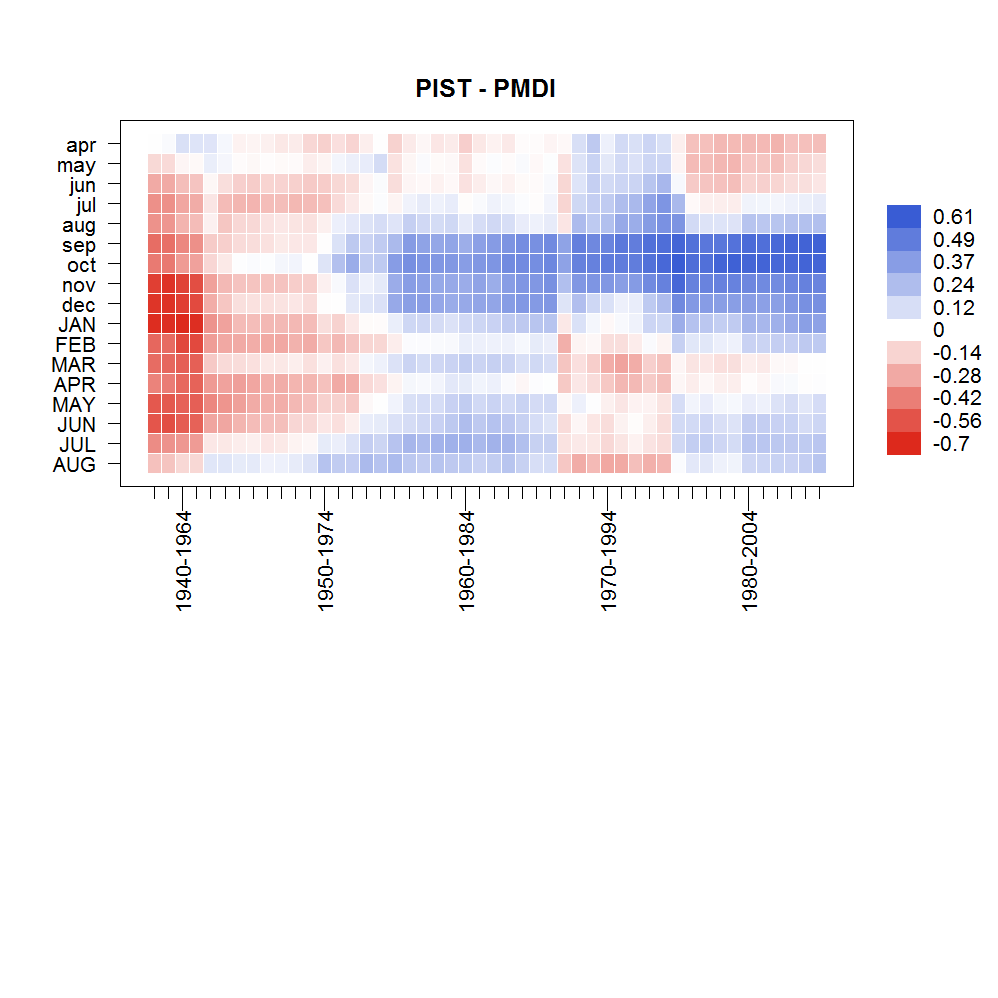 PIST - PMDI
apr
may
jun
jul
aug
sep
oct
nov
dec
JAN
FEB
MAR
APR
MAY
JUN
JUL
AUG
1940-1964
1950-1974
1960-1984
1970-1994
1980-2004
0.61
0.49
0.37
0.24
0.12
0
-0.14
-0.28
-0.42
-0.56
-0.7